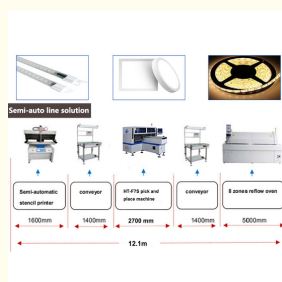 Semi-auto line solution
Semi-automatic
stencil printer
conveyor
HT-F7S pick and
place machine
conveyor
8 zones reflow oven
1600mm
1400mm
2700 mm
1400mm
5000mm
12.1m